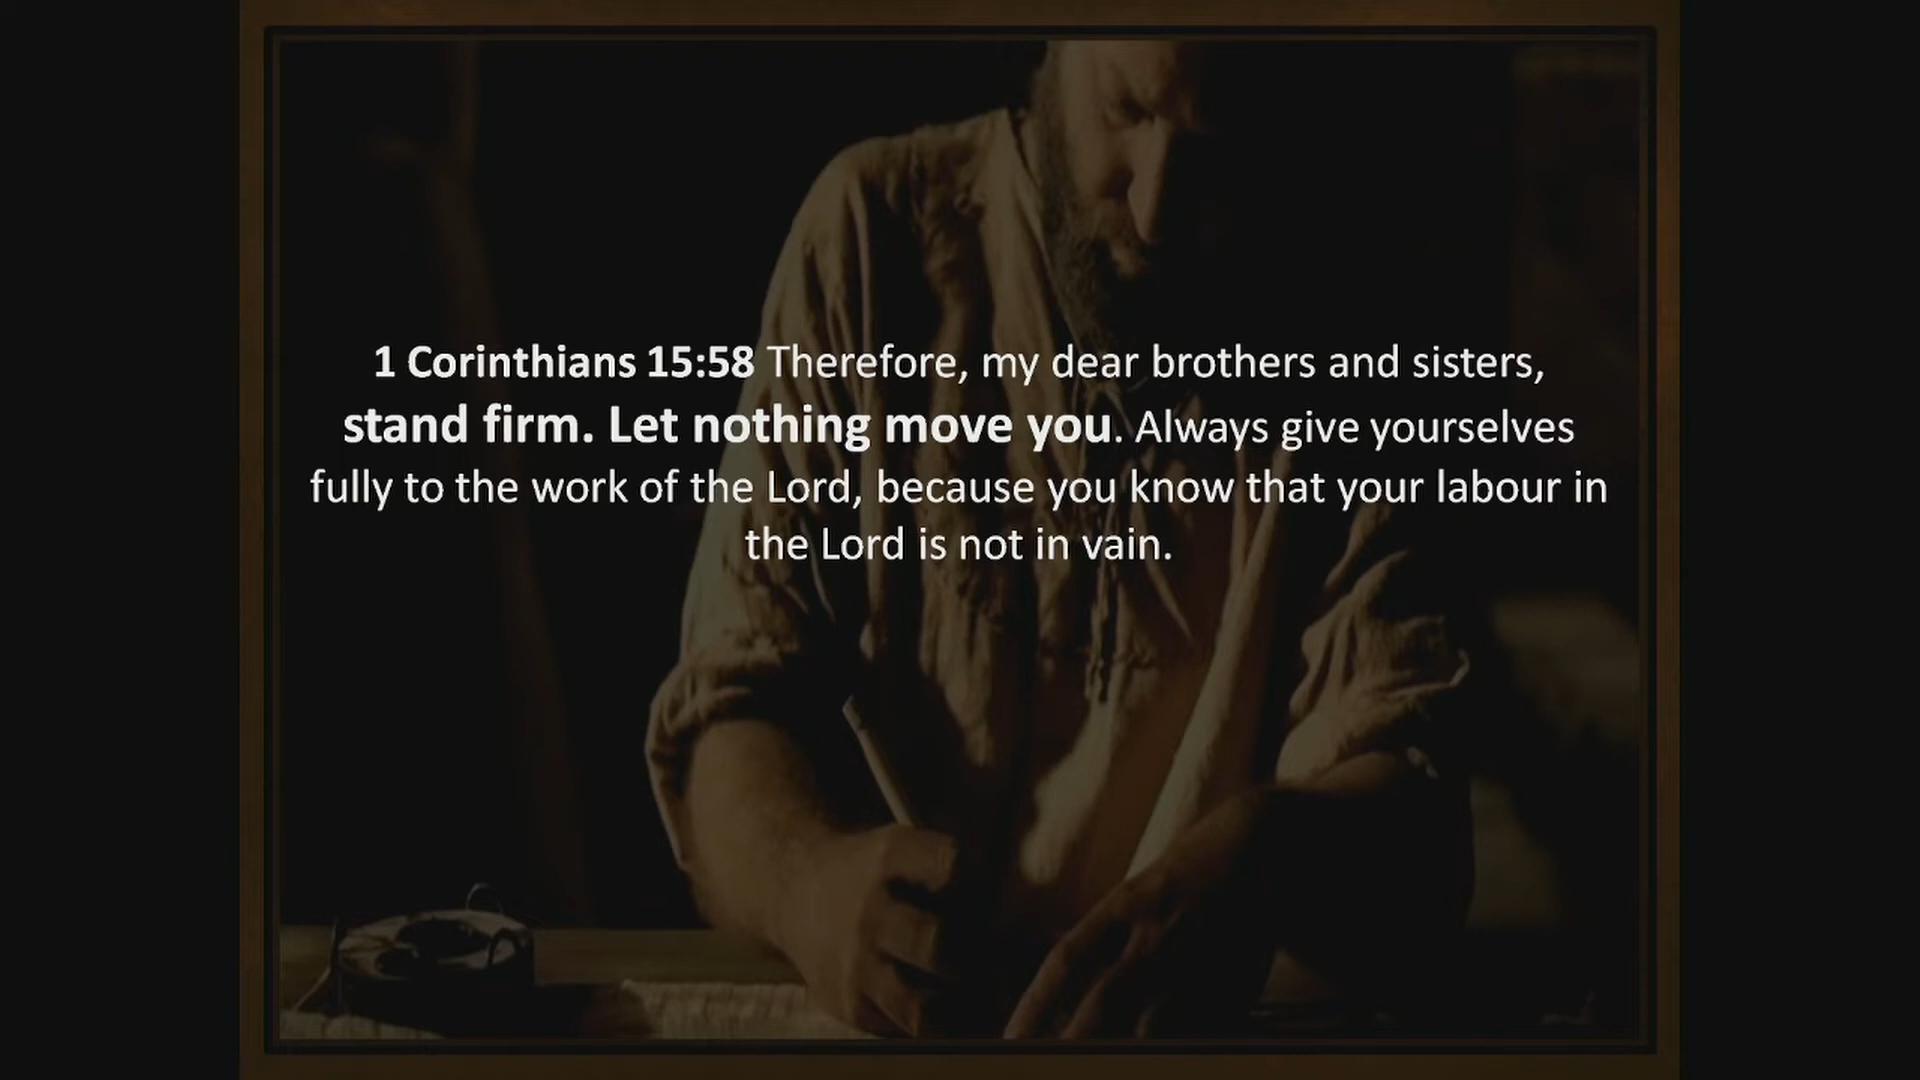 1 Corinthians 15:58 Therefore, my dear brothers and sisters,
stand firm. Let nothing move you. Always give yourselves
fully to the work of the Lord, because you know that your labour in
the Lord is not in vain.